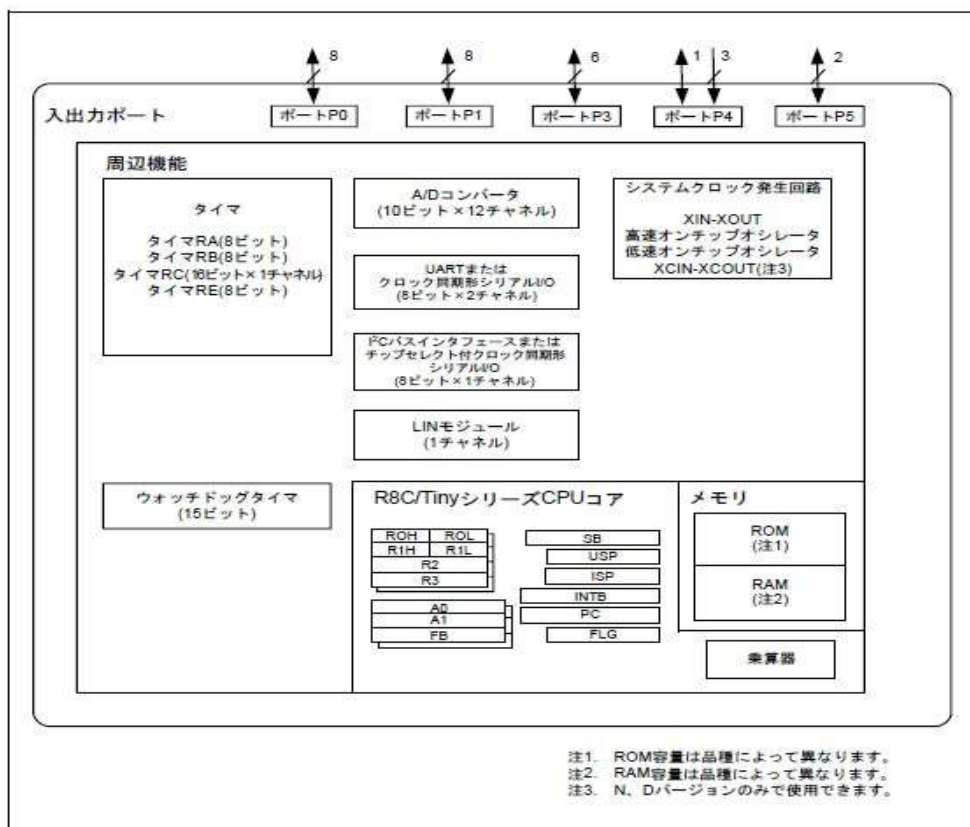 8
8
6
1
3
2
入出力ポート
ポートP0
ポートP1
ポートP3
ポートP4
ポートP5
周辺機能
タイマ
タイマRA(8ビット)
タイマRB(8ビット)
タイマRC(16ビット×1チャネル)
タイマRE(8ビット)
A/Dコンバータ
(10ビット×12チャネル)
UARTまたは
クロック同期形シリアルI/O
(8ビット×2チャネル)
I²Cバスインタフェースまたは
チップセレクト付クロック同期形
シリアルI/O
(8ビット×1チャネル)
LINモジュール
(1チャネル)
システムクロック発生回路
XIN-XOUT
高速オンチップオシレータ
低速オンチップオシレータ
XCIN-XCOUT(注3)
ウォッチドッグタイマ
(15ビット)
R8C/TinyシリーズCPUコア
R0H
R0L
R1H
R1L
R2
R3
A0
A1
FB
SB
USP
ISP
INTB
PC
FLG
メモリ
ROM
(注1)
RAM
(注2)
乗算器
注1. ROM容量は品種によって異なります。
注2. RAM容量は品種によって異なります。
注3. N、Dバージョンのみで使用できます。